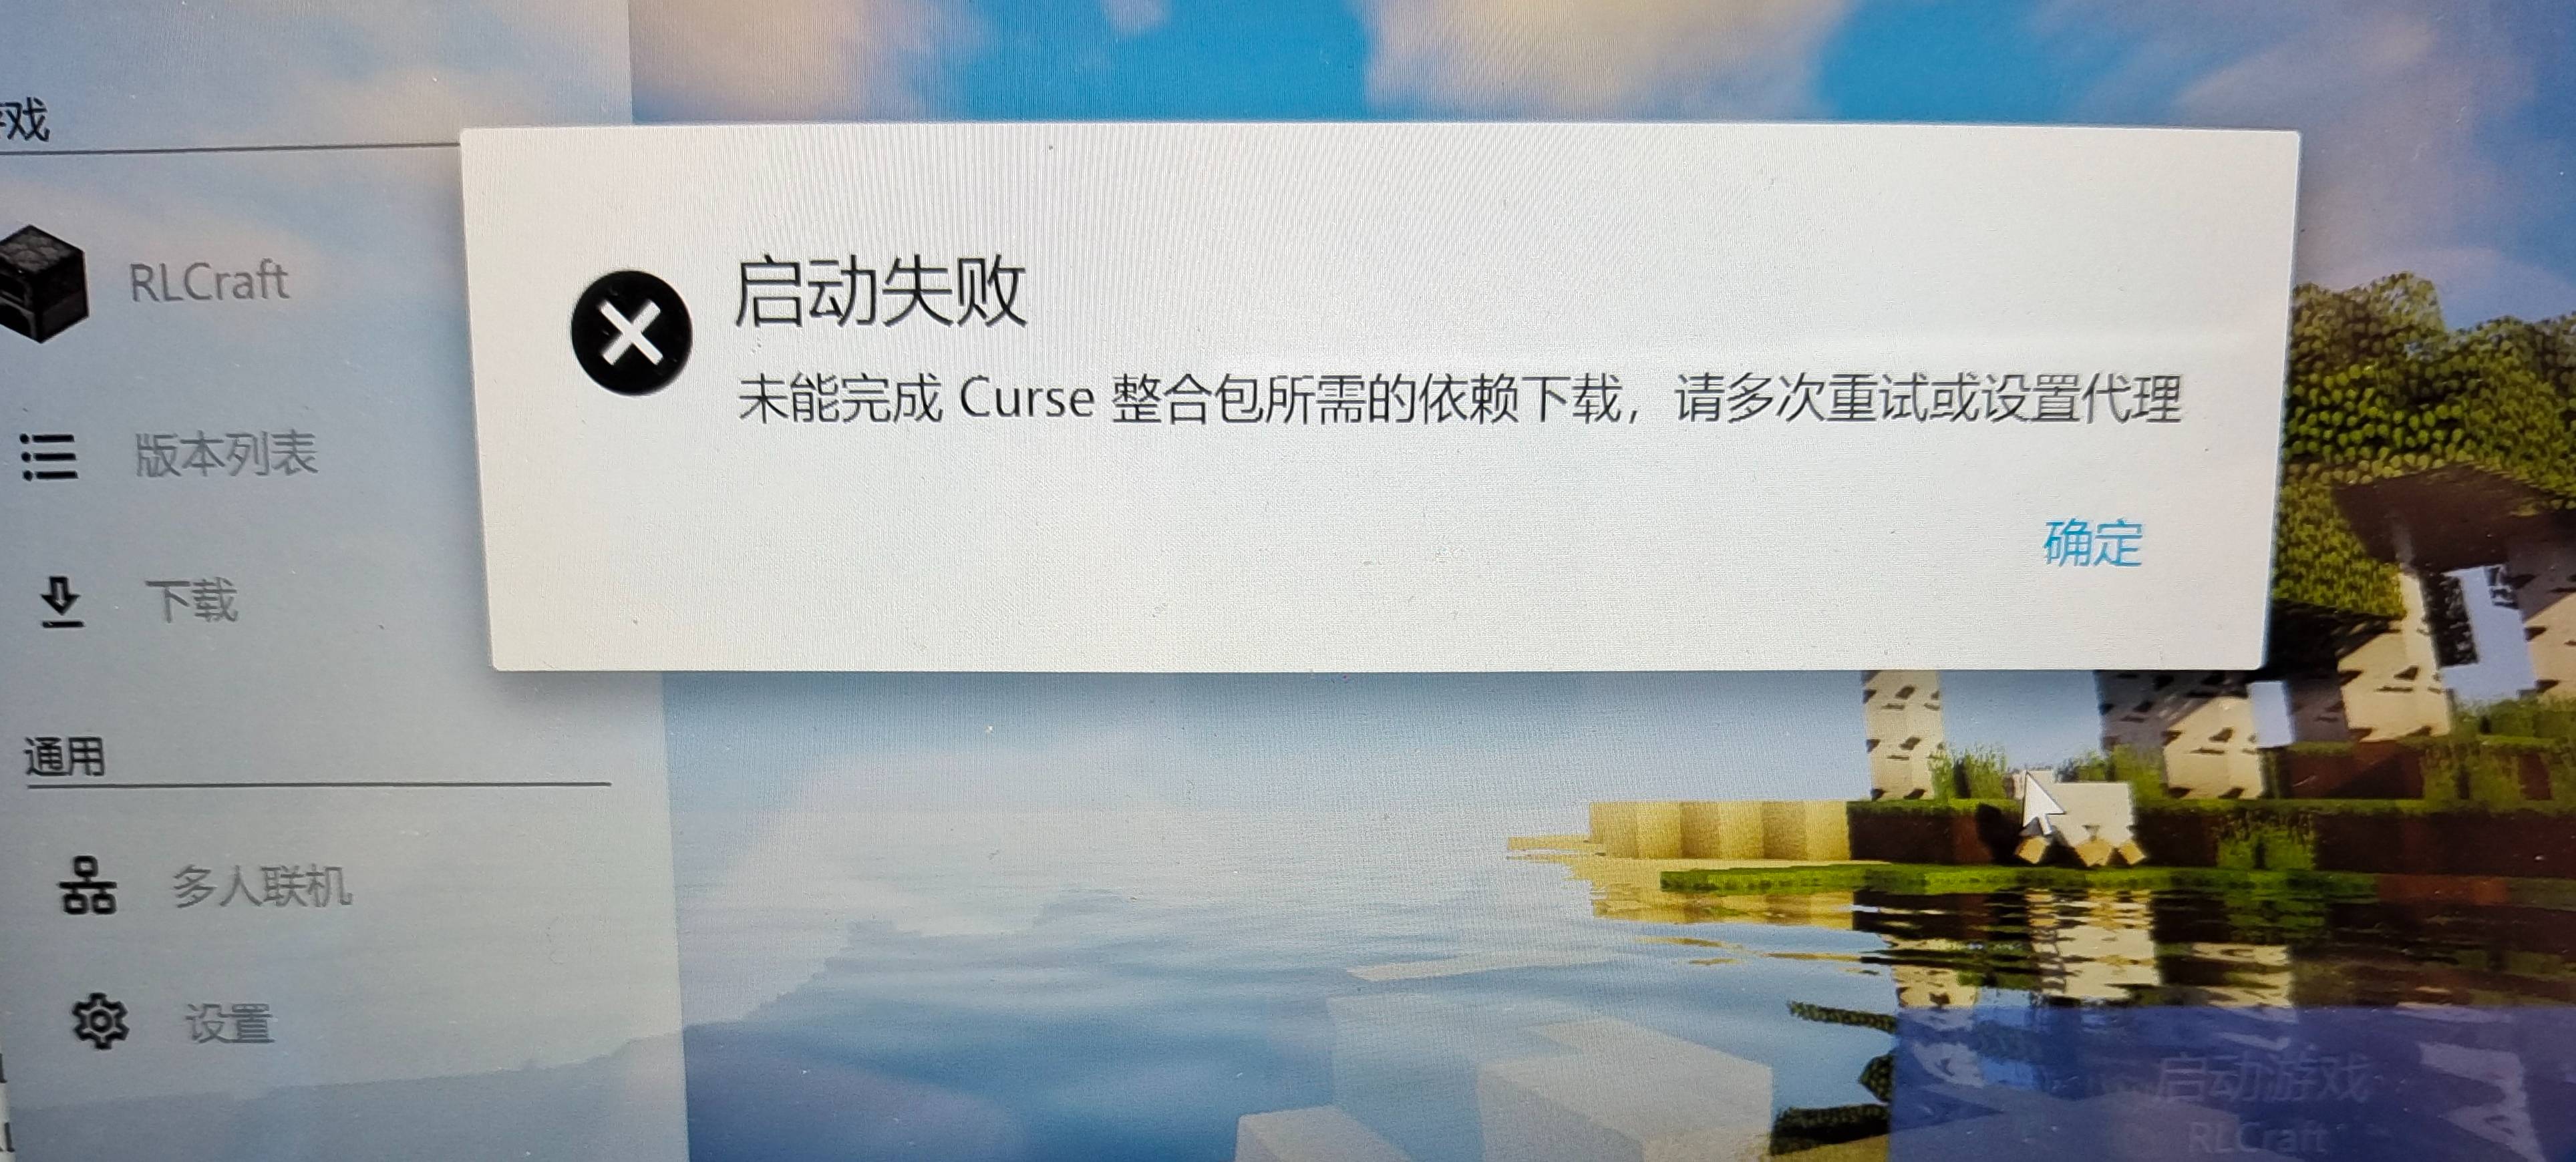 戏
RLCraft
版本列表
下载
通用
多人联机
设置
启动失败
未能完成 Curse 整合包所需的依赖下载，请多次重试或设置代理
确定
启动游戏
RLCraft